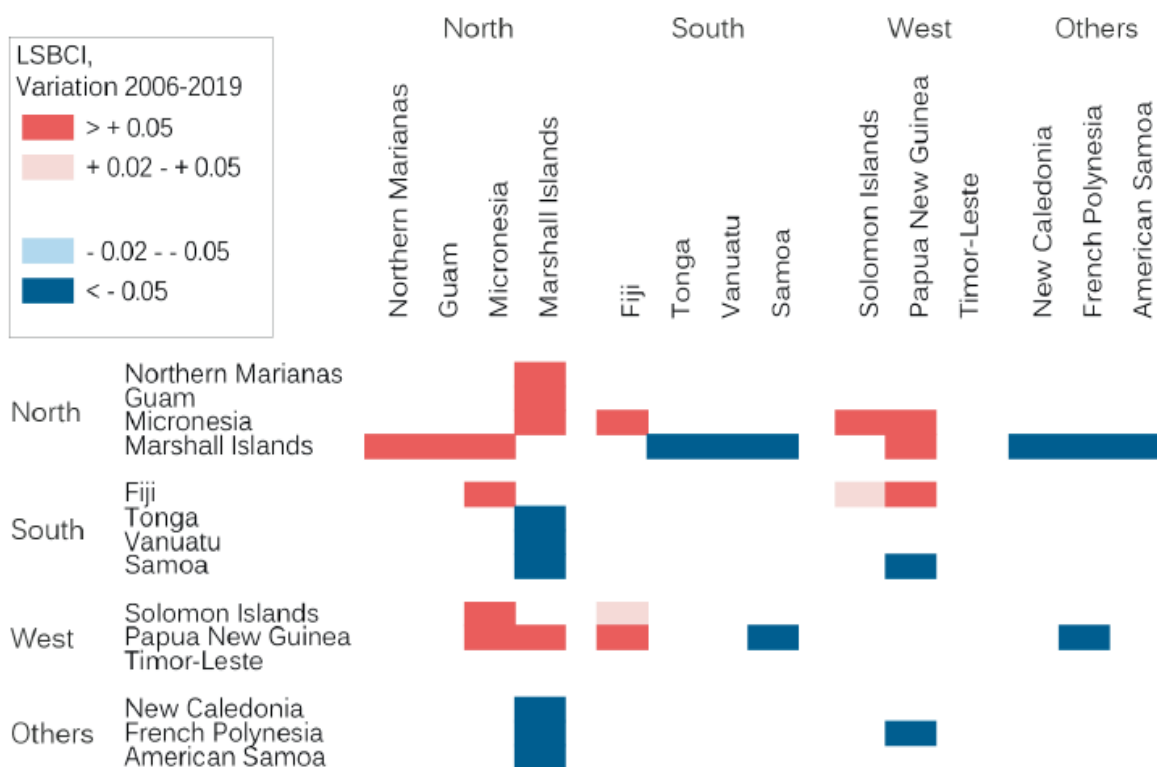 North South West Others
LSBCI,
Variation 2006-2019
> + 0.05
+ 0.02 - + 0.05
- 0.02 - - 0.05
< - 0.05
Northern Marianas
Guam
Micronesia
Marshall Islands
Fiji
Tonga
Vanuatu
Samoa
Solomon Islands
Papua New Guinea
Timor-Leste
New Caledonia
French Polynesia
American Samoa
North
Northern Marianas
Guam
Micronesia
Marshall Islands
South
Fiji
Tonga
Vanuatu
Samoa
West
Solomon Islands
Papua New Guinea
Timor-Leste
Others
New Caledonia
French Polynesia
American Samoa